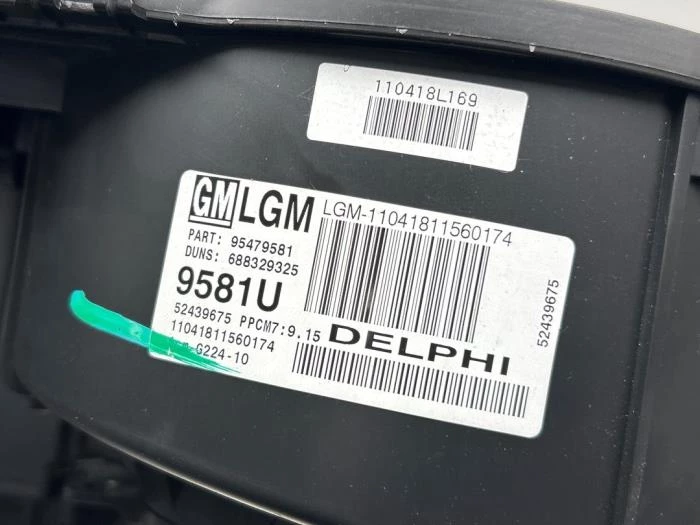 110418L169
GM LGM LGM-11041811560174
PART: 95479581
DUNS: 688329325
9581U
52439675 PPCM7:9.15 DELPHI
11041811560174
G224-10
52439675